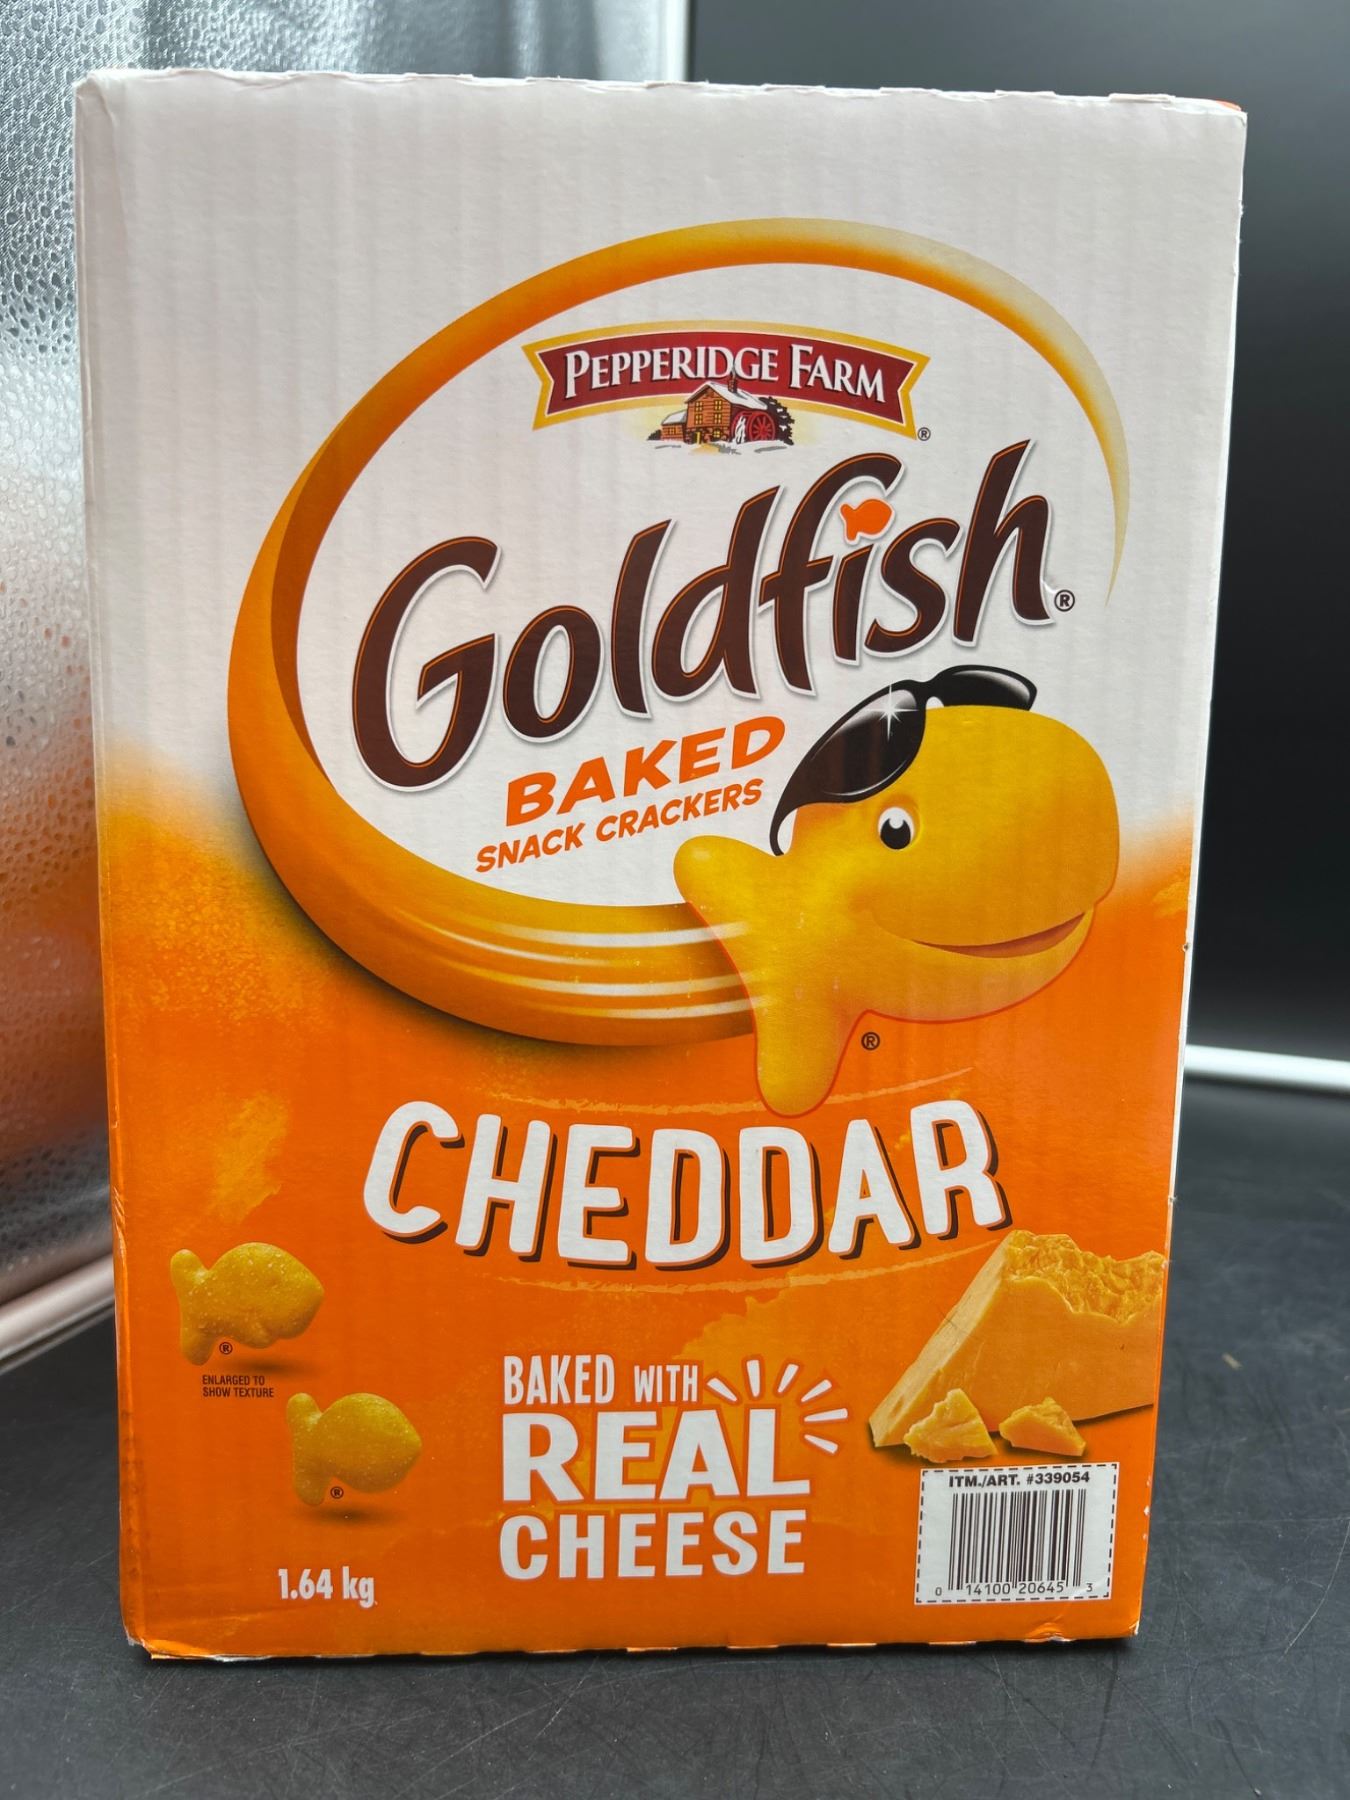 PEPPERIDGE FARM
®
Goldfish®
BAKED
SNACK CRACKERS
®
CHEDDAR
®
ENLARGED TO
SHOW TEXTURE
®
BAKED WITH
REAL
CHEESE
1.64 kg
ITM./ART. #339054
0 14100 20645 3